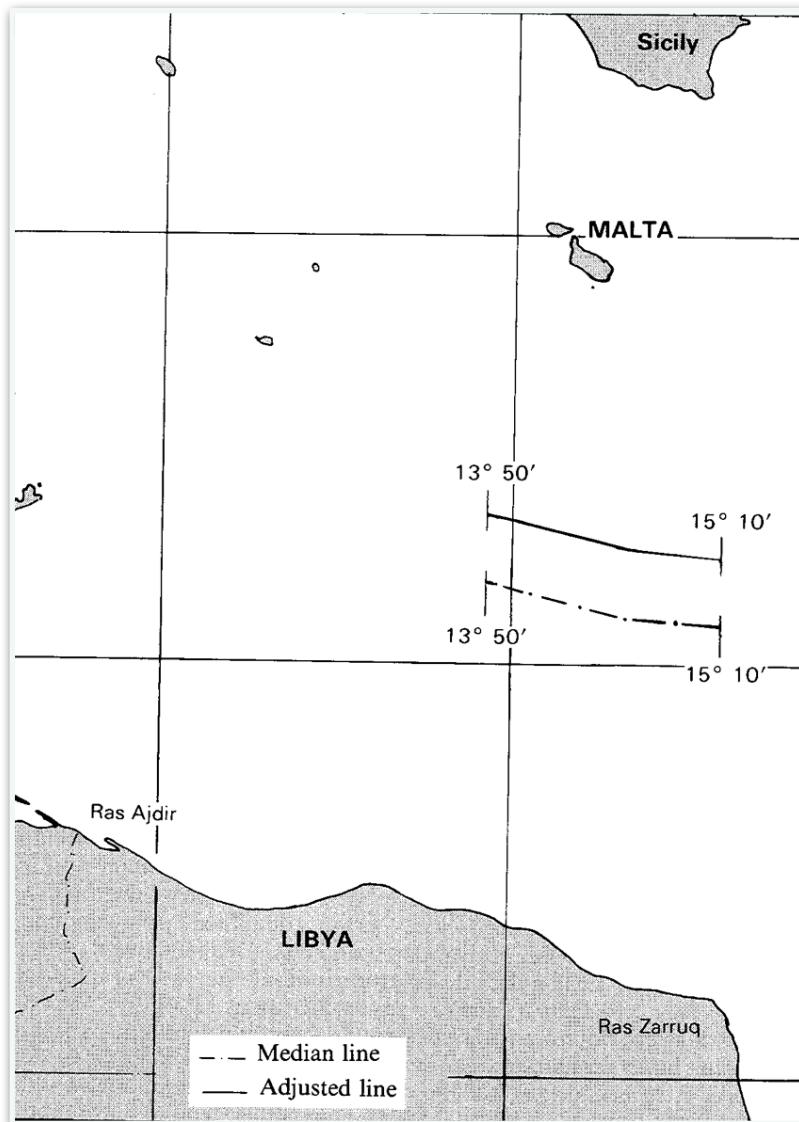 Sicily
MALTA
13° 50′
15° 10′
13° 50′
15° 10′
Ras Ajdir
LIBYA
Ras Zarruq
Median line
Adjusted line